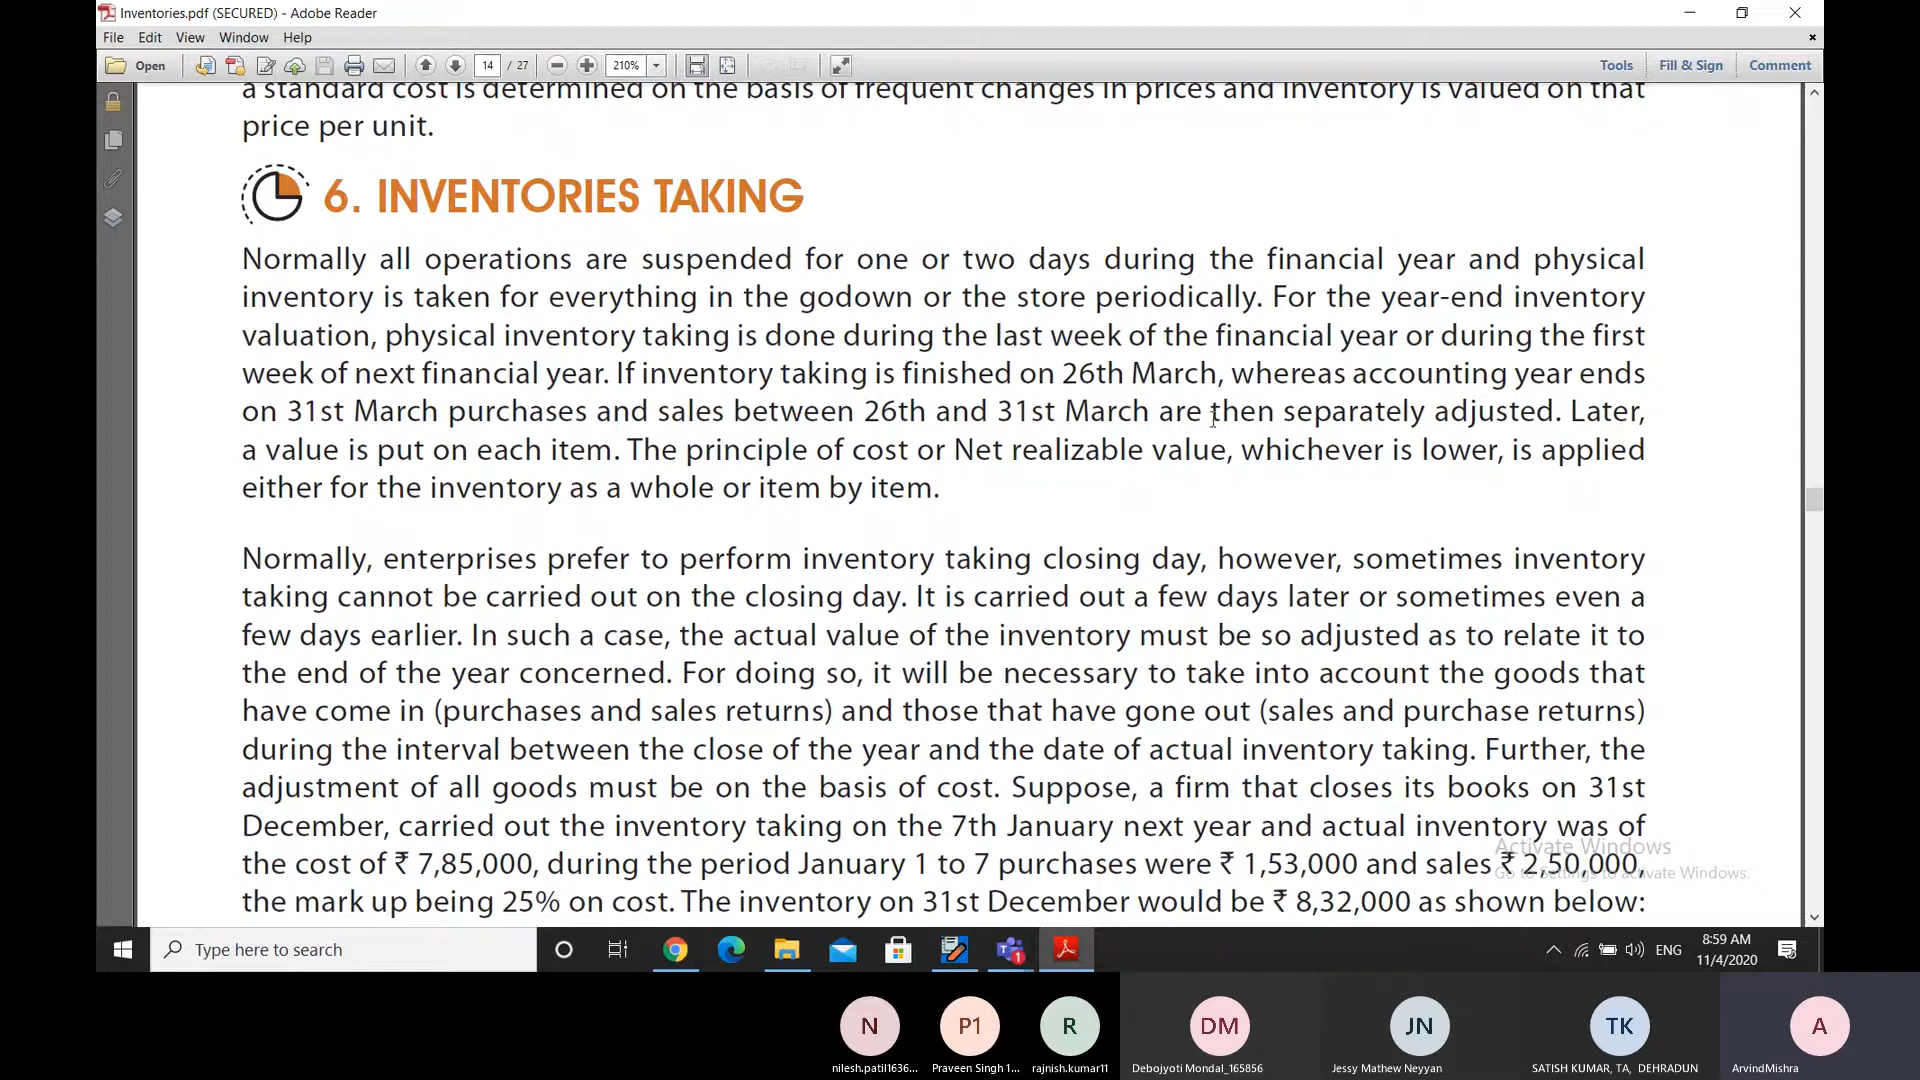 Inventories.pdf (SECURED) - Adobe Reader
File Edit View Window Help
Open 14 / 27 210% Tools Fill & Sign Comment
a standard cost is determined on the basis of frequent changes in prices and inventory is valued on that
price per unit.
6. INVENTORIES TAKING
Normally all operations are suspended for one or two days during the financial year and physical
inventory is taken for everything in the godown or the store periodically. For the year-end inventory
valuation, physical inventory taking is done during the last week of the financial year or during the first
week of next financial year. If inventory taking is finished on 26th March, whereas accounting year ends
on 31st March purchases and sales between 26th and 31st March are then separately adjusted. Later,
a value is put on each item. The principle of cost or Net realizable value, whichever is lower, is applied
either for the inventory as a whole or item by item.
Normally, enterprises prefer to perform inventory taking closing day, however, sometimes inventory
taking cannot be carried out on the closing day. It is carried out a few days later or sometimes even a
few days earlier. In such a case, the actual value of the inventory must be so adjusted as to relate it to
the end of the year concerned. For doing so, it will be necessary to take into account the goods that
have come in (purchases and sales returns) and those that have gone out (sales and purchase returns)
during the interval between the close of the year and the date of actual inventory taking. Further, the
adjustment of all goods must be on the basis of cost. Suppose, a firm that closes its books on 31st
December, carried out the inventory taking on the 7th January next year and actual inventory was of
the cost of ₹ 7,85,000, during the period January 1 to 7 purchases were ₹ 1,53,000 and sales ₹ 2,50,000,
the mark up being 25% on cost. The inventory on 31st December would be ₹ 8,32,000 as shown below:
Activate Windows
Go to Settings to activate Windows.
Type here to search
1
ENG
8:59 AM
11/4/2020
N P1 R DM JN TK A
nilesh.patil1636... Praveen Singh 1... rajnish.kumar11 Debojyoti Mondal_165856 Jessy Mathew Neyyan SATISH KUMAR, TA, DEHRADUN ArvindMishra